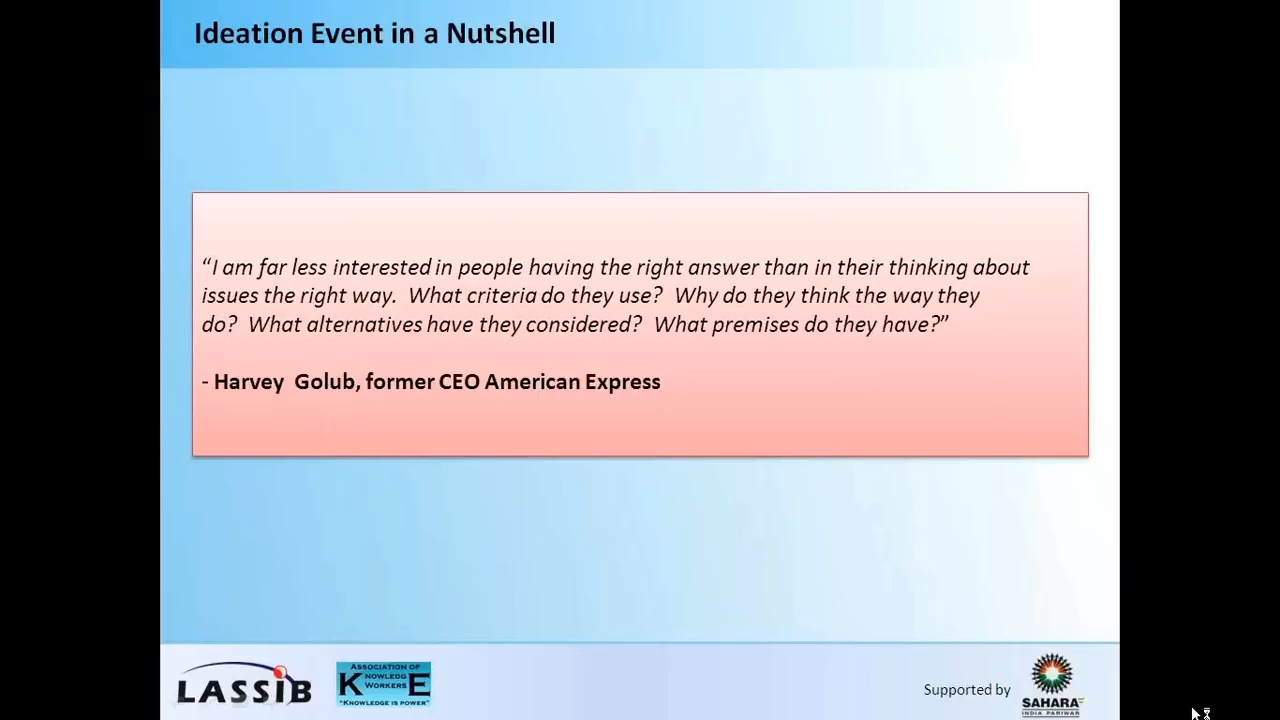 Ideation Event in a Nutshell
“I am far less interested in people having the right answer than in their thinking about
issues the right way.  What criteria do they use?  Why do they think the way they
do?  What alternatives have they considered?  What premises do they have?”
- Harvey  Golub, former CEO American Express
LASSIB
ASSOCIATION OF
KNOWLEDGE
WORKERS
"KNOWLEDGE IS POWER"
Supported by
SAHARA
INDIA PARIWAR